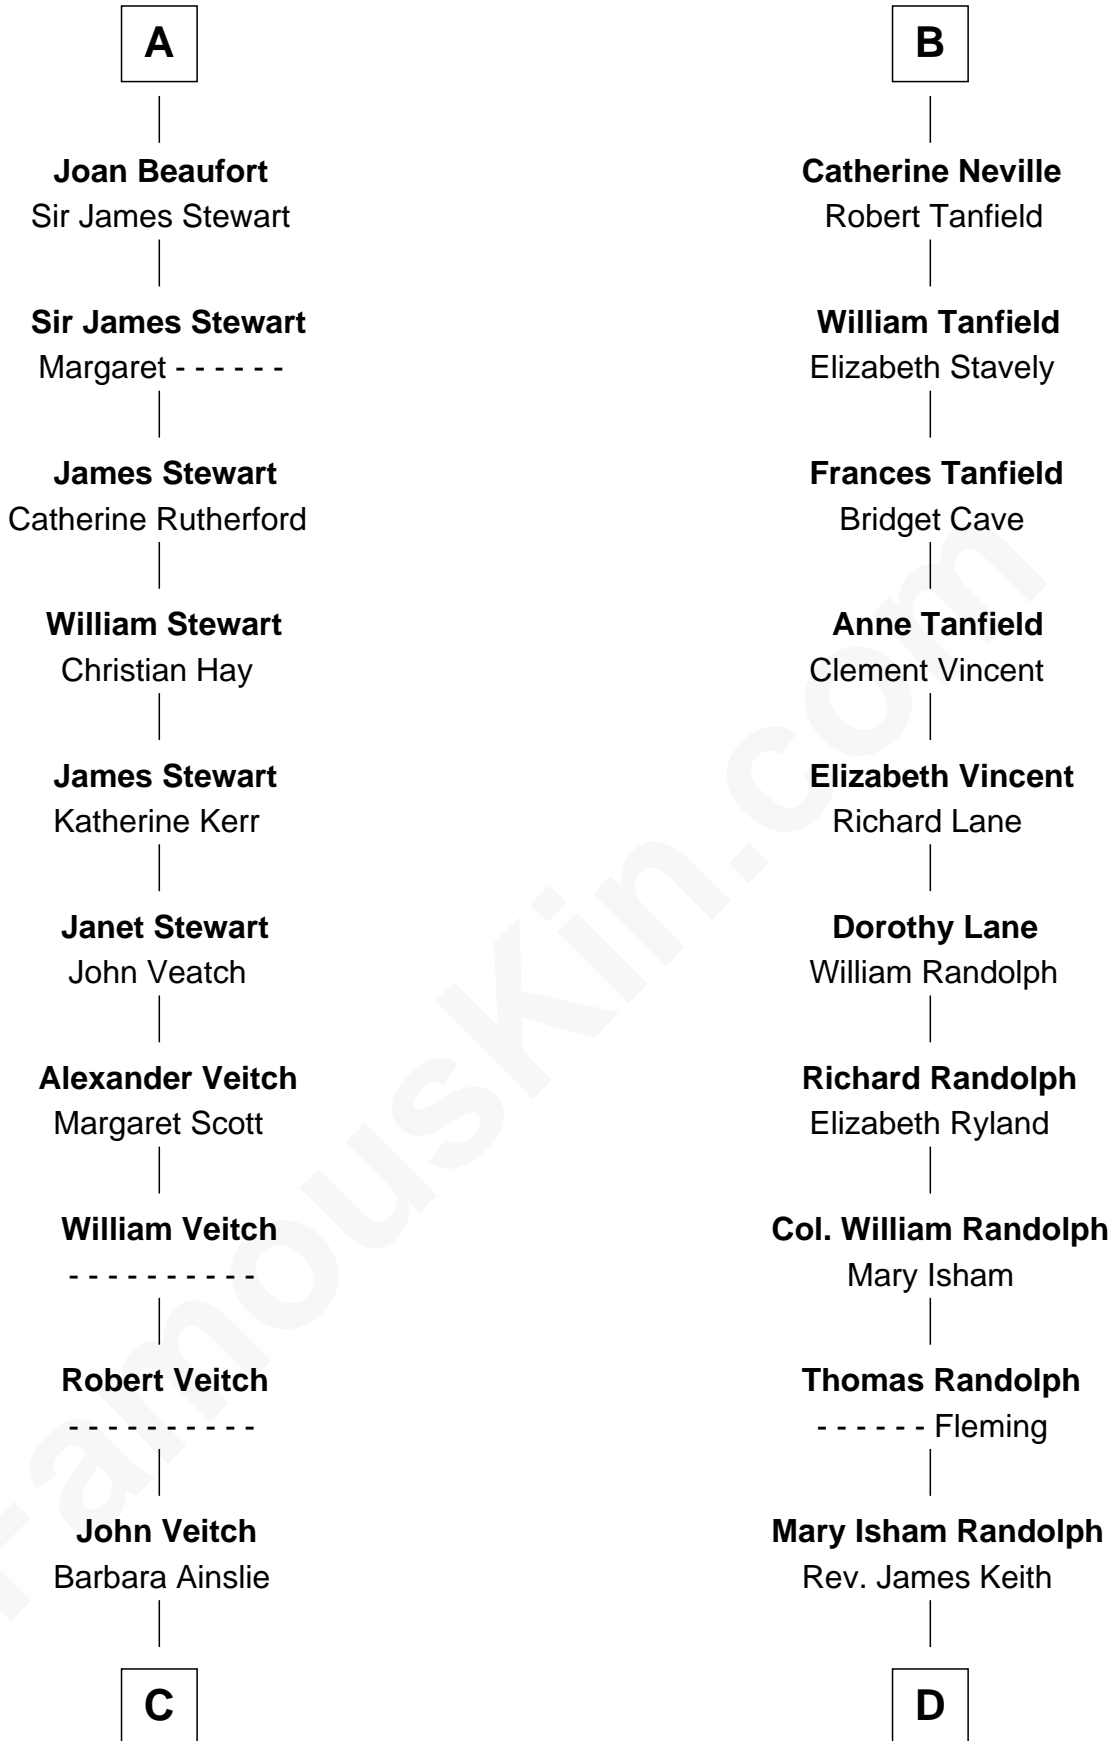 A
Joan Beaufort
Sir James Stewart
Sir James Stewart
Margaret - - - - - -
James Stewart
Catherine Rutherford
William Stewart
Christian Hay
James Stewart
Katherine Kerr
Janet Stewart
John Veatch
Alexander Veitch
Margaret Scott
William Veitch
- - - - - - - - - -
Robert Veitch
- - - - - - - - - -
John Veitch
Barbara Ainslie
C
B
Catherine Neville
Robert Tanfield
William Tanfield
Elizabeth Stavely
Frances Tanfield
Bridget Cave
Anne Tanfield
Clement Vincent
Elizabeth Vincent
Richard Lane
Dorothy Lane
William Randolph
Richard Randolph
Elizabeth Ryland
Col. William Randolph
Mary Isham
Thomas Randolph
- - - - - - Fleming
Mary Isham Randolph
Rev. James Keith
D
FamousKin.com